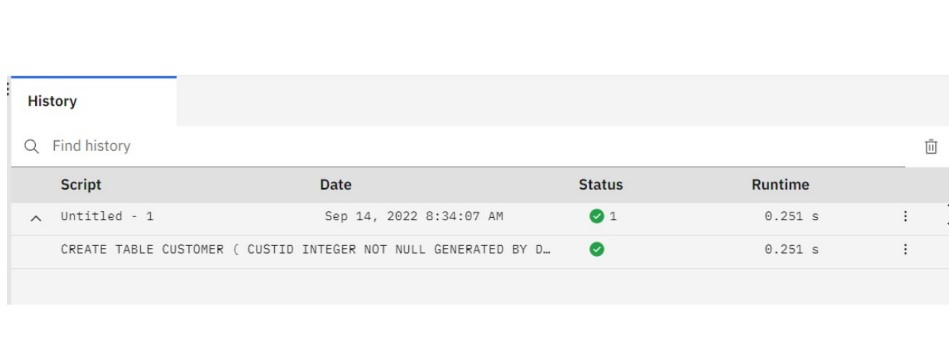 History
Find history
Script Date Status Runtime
Untitled - 1 Sep 14, 2022 8:34:07 AM 1 0.251 s
CREATE TABLE CUSTOMER ( CUSTID INTEGER NOT NULL GENERATED BY D… 0.251 s